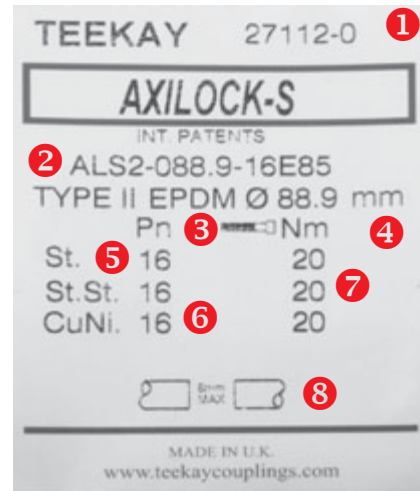 TEEKAY 27112-0 1
AXILOCK-S
INT. PATENTS
2 ALS2-088.9-16E85
TYPE II EPDM Ø 88.9 mm
Pn 3 Nm 4
St. 5 16 20
St.St. 16 20 7
CuNi. 16 6 20
6mm 8
MAX
MADE IN U.K.
www.teekaycouplings.com